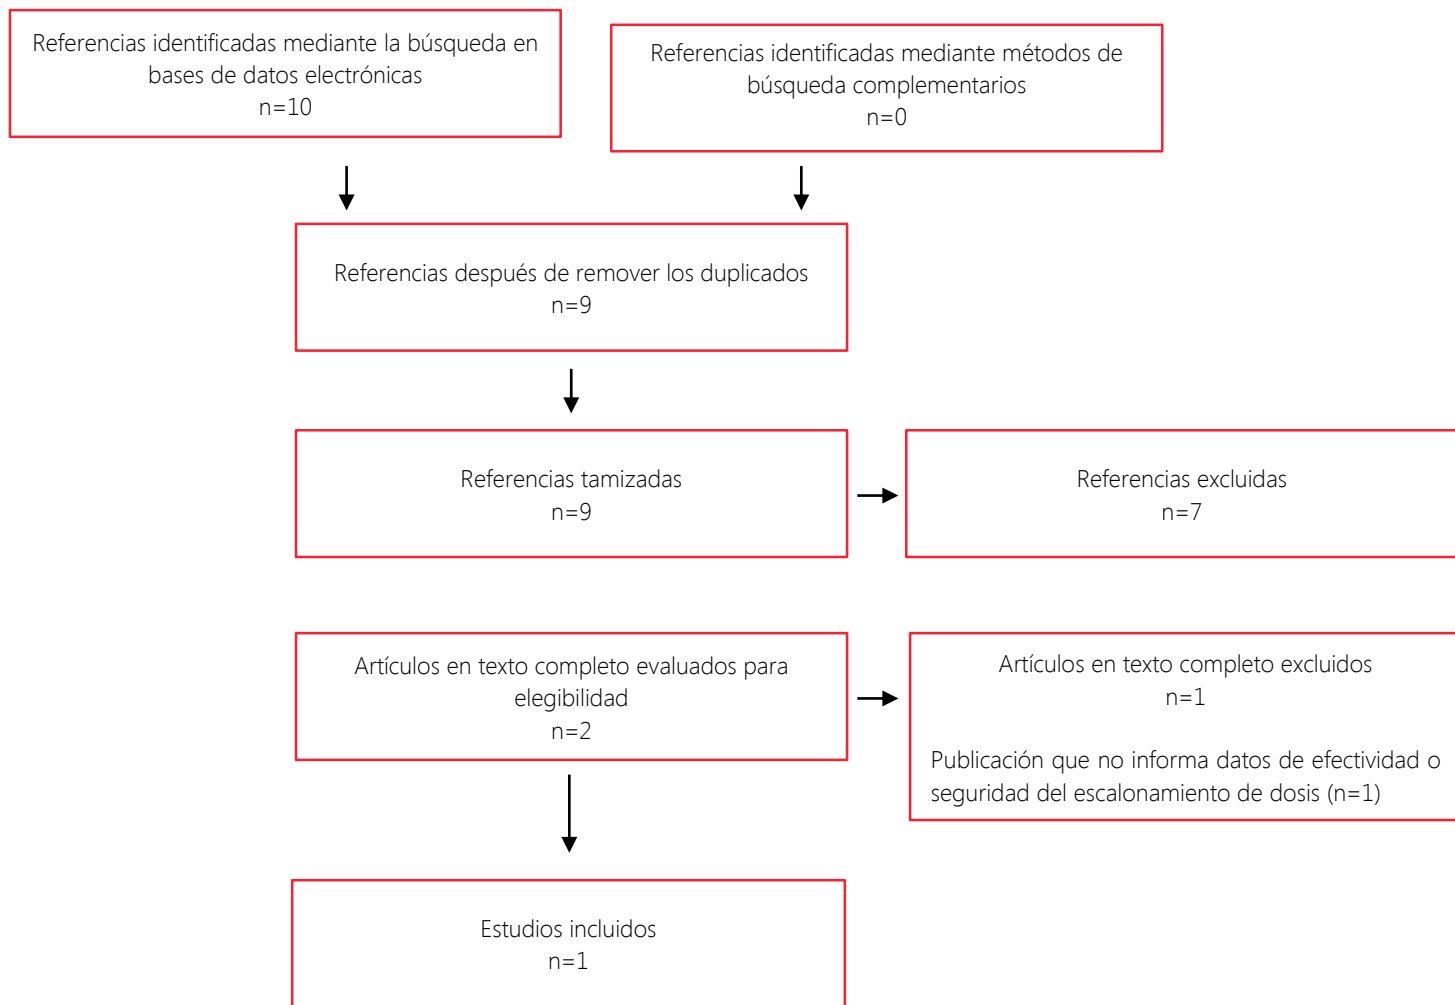 Referencias identificadas mediante la búsqueda en
bases de datos electrónicas
n=10
Referencias identificadas mediante métodos de
búsqueda complementarios
n=0
Referencias después de remover los duplicados
n=9
Referencias tamizadas
n=9
Referencias excluidas
n=7
Artículos en texto completo evaluados para
elegibilidad
n=2
Artículos en texto completo excluidos
n=1
Publicación que no informa datos de efectividad o
seguridad del escalonamiento de dosis (n=1)
Estudios incluidos
n=1